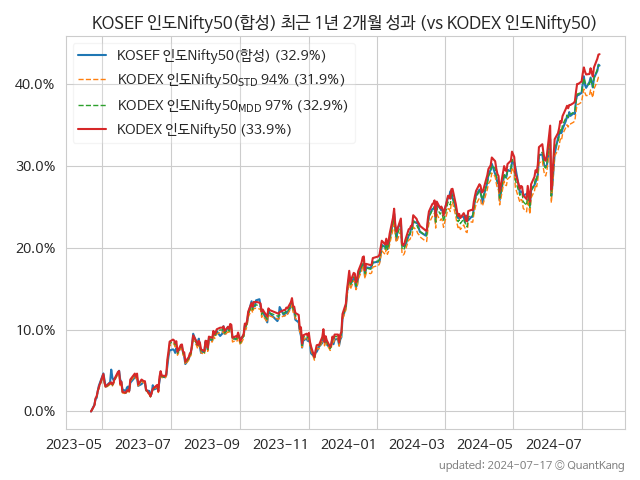 KOSEF 인도Nifty50(합성) 최근 1년 2개월 성과 (vs KODEX 인도Nifty50)
KOSEF 인도Nifty50(합성) (32.9%)
KODEX 인도Nifty50STD 94% (31.9%)
KODEX 인도Nifty50MDD 97% (32.9%)
KODEX 인도Nifty50 (33.9%)
40.0%
30.0%
20.0%
10.0%
0.0%
2023-05 2023-07 2023-09 2023-11 2024-01 2024-03 2024-05 2024-07
updated: 2024-07-17 © QuantKang